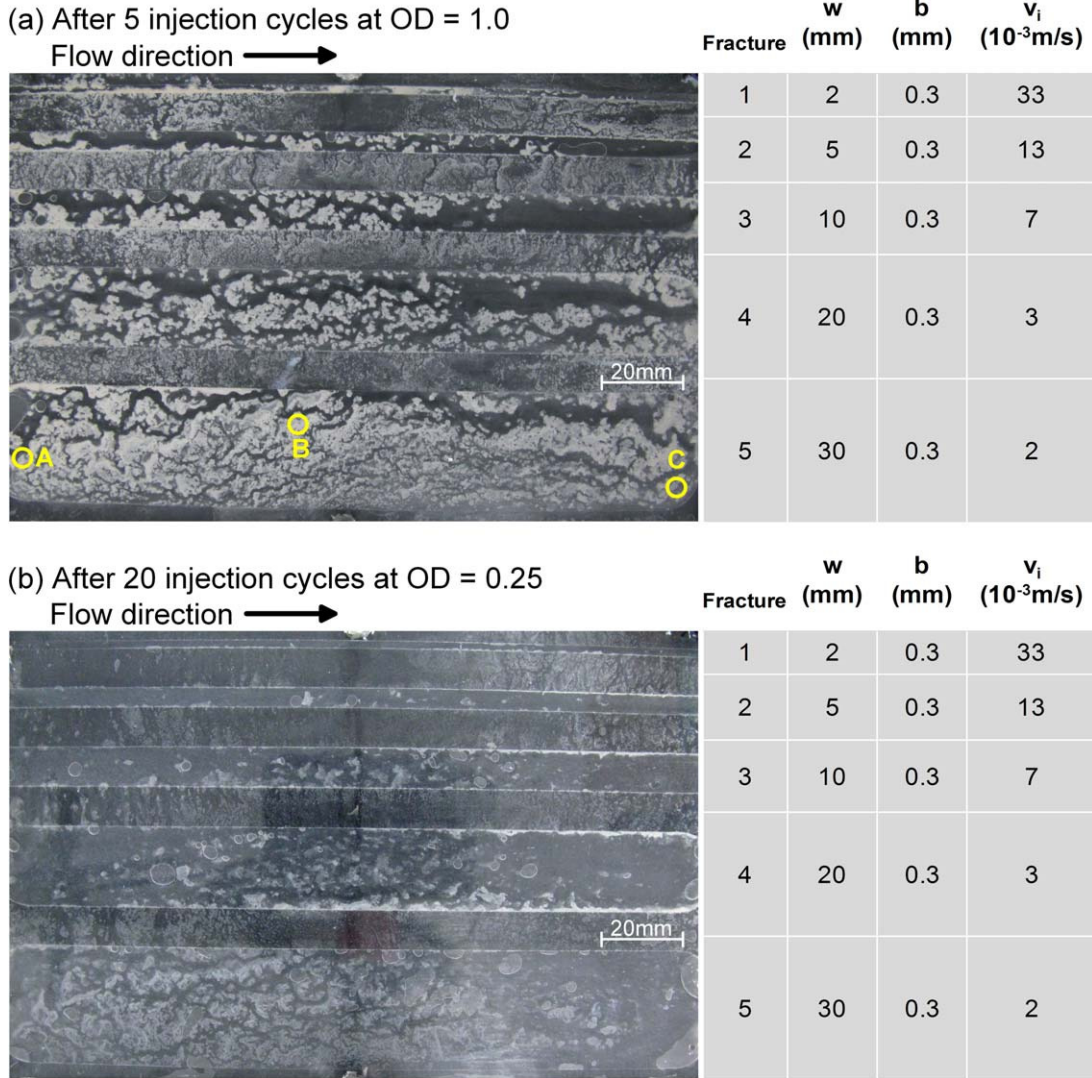 (a) After 5 injection cycles at OD = 1.0
Flow direction
Fracture w (mm) b (mm) vi (10-3m/s)
1 2 0.3 33
2 5 0.3 13
3 10 0.3 7
4 20 0.3 3
5 30 0.3 2
20mm
A
B
C
(b) After 20 injection cycles at OD = 0.25
Flow direction
Fracture w (mm) b (mm) vi (10-3m/s)
1 2 0.3 33
2 5 0.3 13
3 10 0.3 7
4 20 0.3 3
5 30 0.3 2
20mm